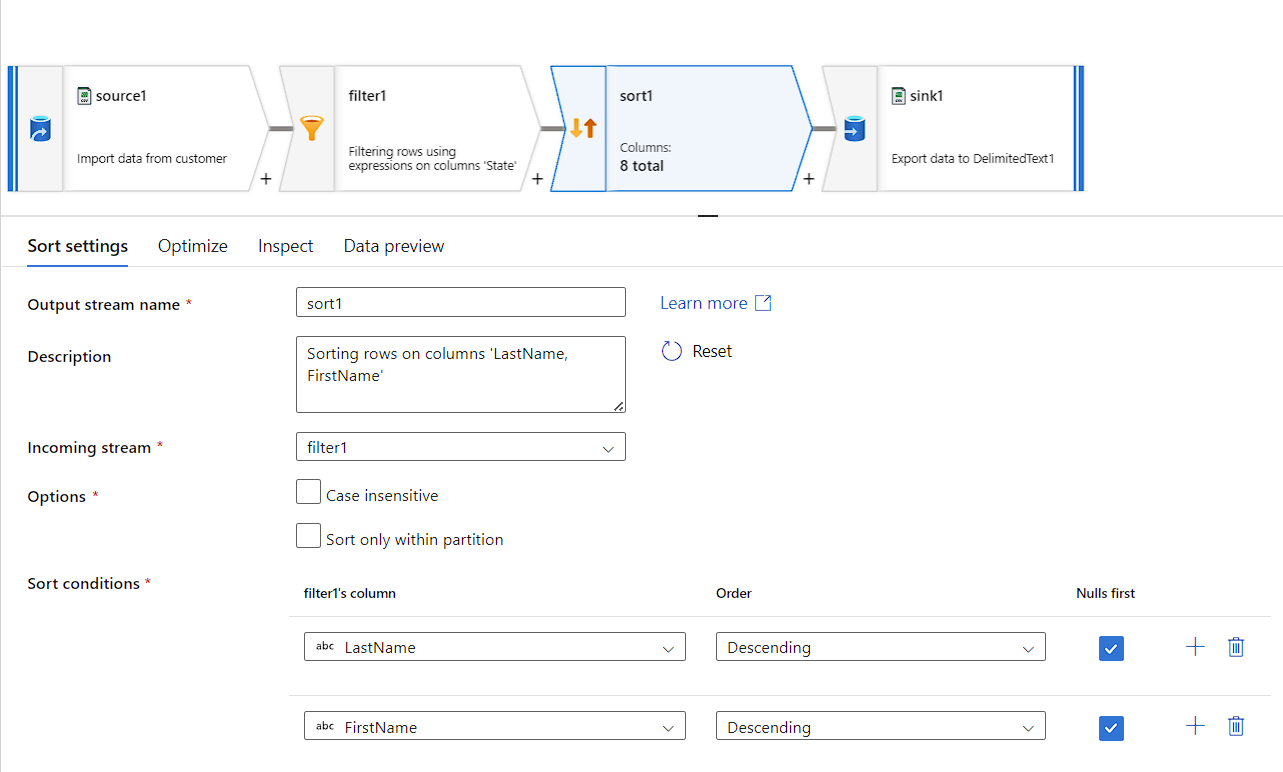 source1
Import data from customer
+
filter1
Filtering rows using
expressions on columns 'State'
+
sort1
Columns:
8 total
+
sink1
Export data to DelimitedText1
Sort settings
Optimize
Inspect
Data preview
Output stream name *
sort1
Learn more
Description
Sorting rows on columns 'LastName,
FirstName'
Reset
Incoming stream *
filter1
Options *
Case insensitive
Sort only within partition
Sort conditions *
filter1's column
Order
Nulls first
abc LastName
Descending
abc FirstName
Descending